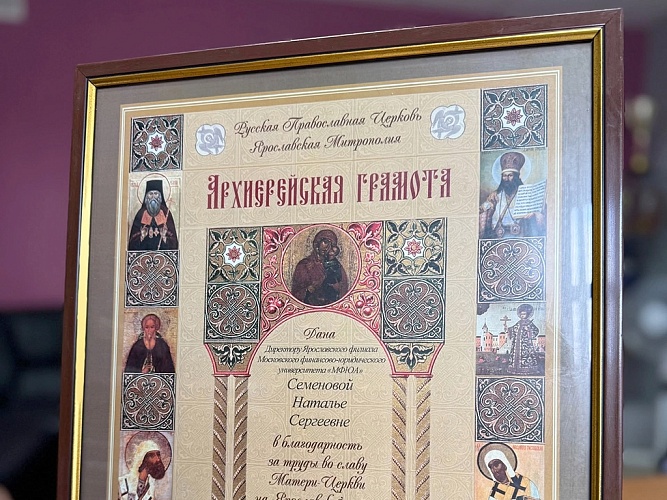 Русская Православная Церковь
Ярославская Митрополия
Архиерейская грамота
Дана
Директору Ярославского филиала
Московского финансово-юридического
университета «МФЮА»
Семеновой
Наталье
Сергеевне
в благодарность
за труды во славу
Матери-Церкви
на